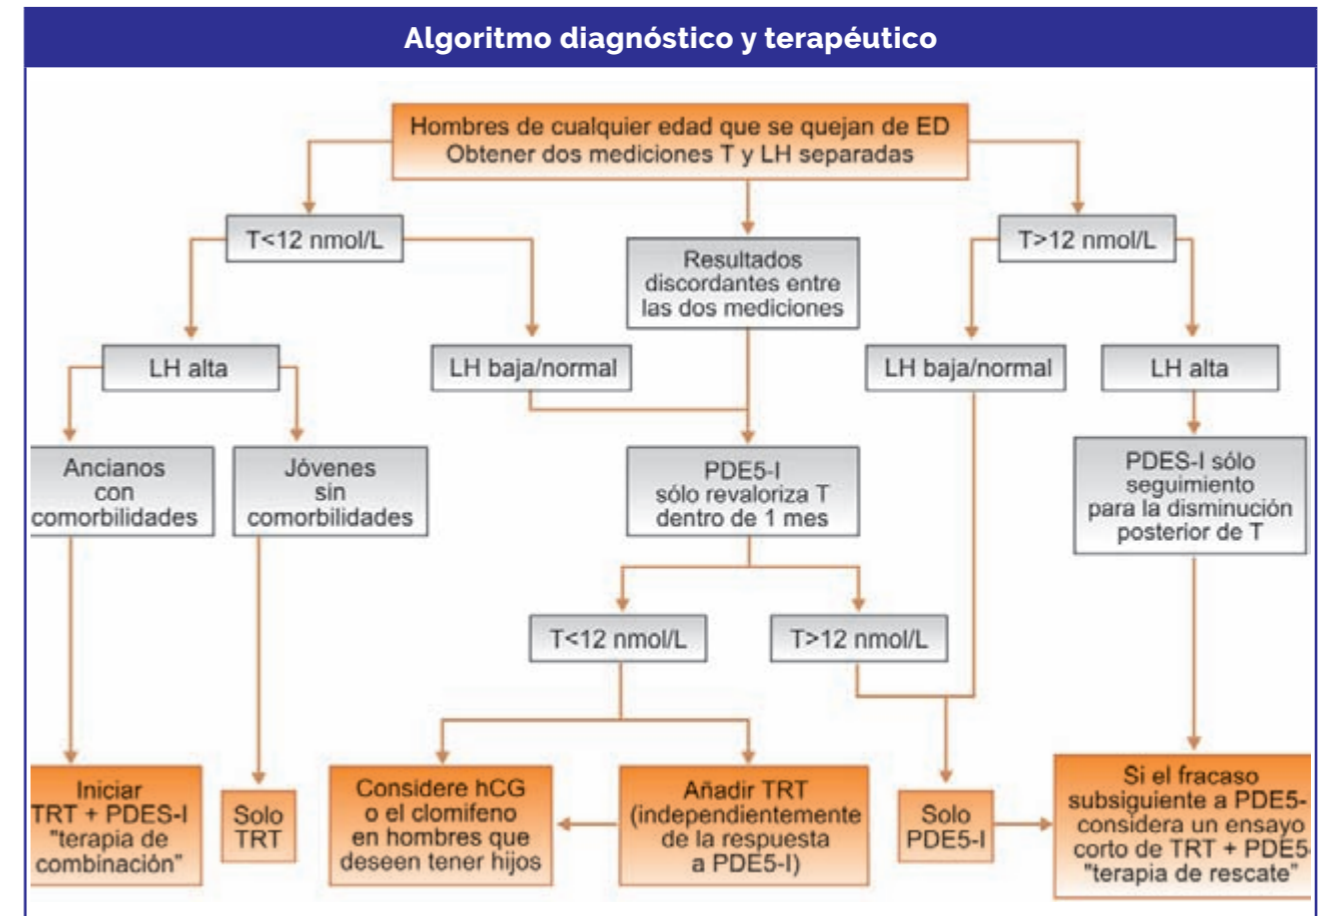 Algoritmo diagnóstico y terapéutico
Hombres de cualquier edad que se quejan de ED
Obtener dos mediciones T y LH separadas
T<12 nmol/L
Resultados
discordantes entre
las dos mediciones
T>12 nmol/L
LH alta
LH baja/normal
LH baja/normal
LH alta
Ancianos
con
comorbilidades
Jóvenes
sin
comorbilidades
PDE5-I
sólo revaloriza T
dentro de 1 mes
PDES-I sólo
seguimiento
para la disminución
posterior de T
T<12 nmol/L
T>12 nmol/L
Iniciar
TRT + PDES-I
"terapia de
combinación"
Solo
TRT
Considere hCG
o el clomifeno
en hombres que
deseen tener hijos
Añadir TRT
(independientemente
de la respuesta
a PDE5-I)
Solo
PDE5-I
Si el fracaso
subsiguiente a PDE5-
considera un ensayo
corto de TRT + PDE5-
"terapia de rescate"